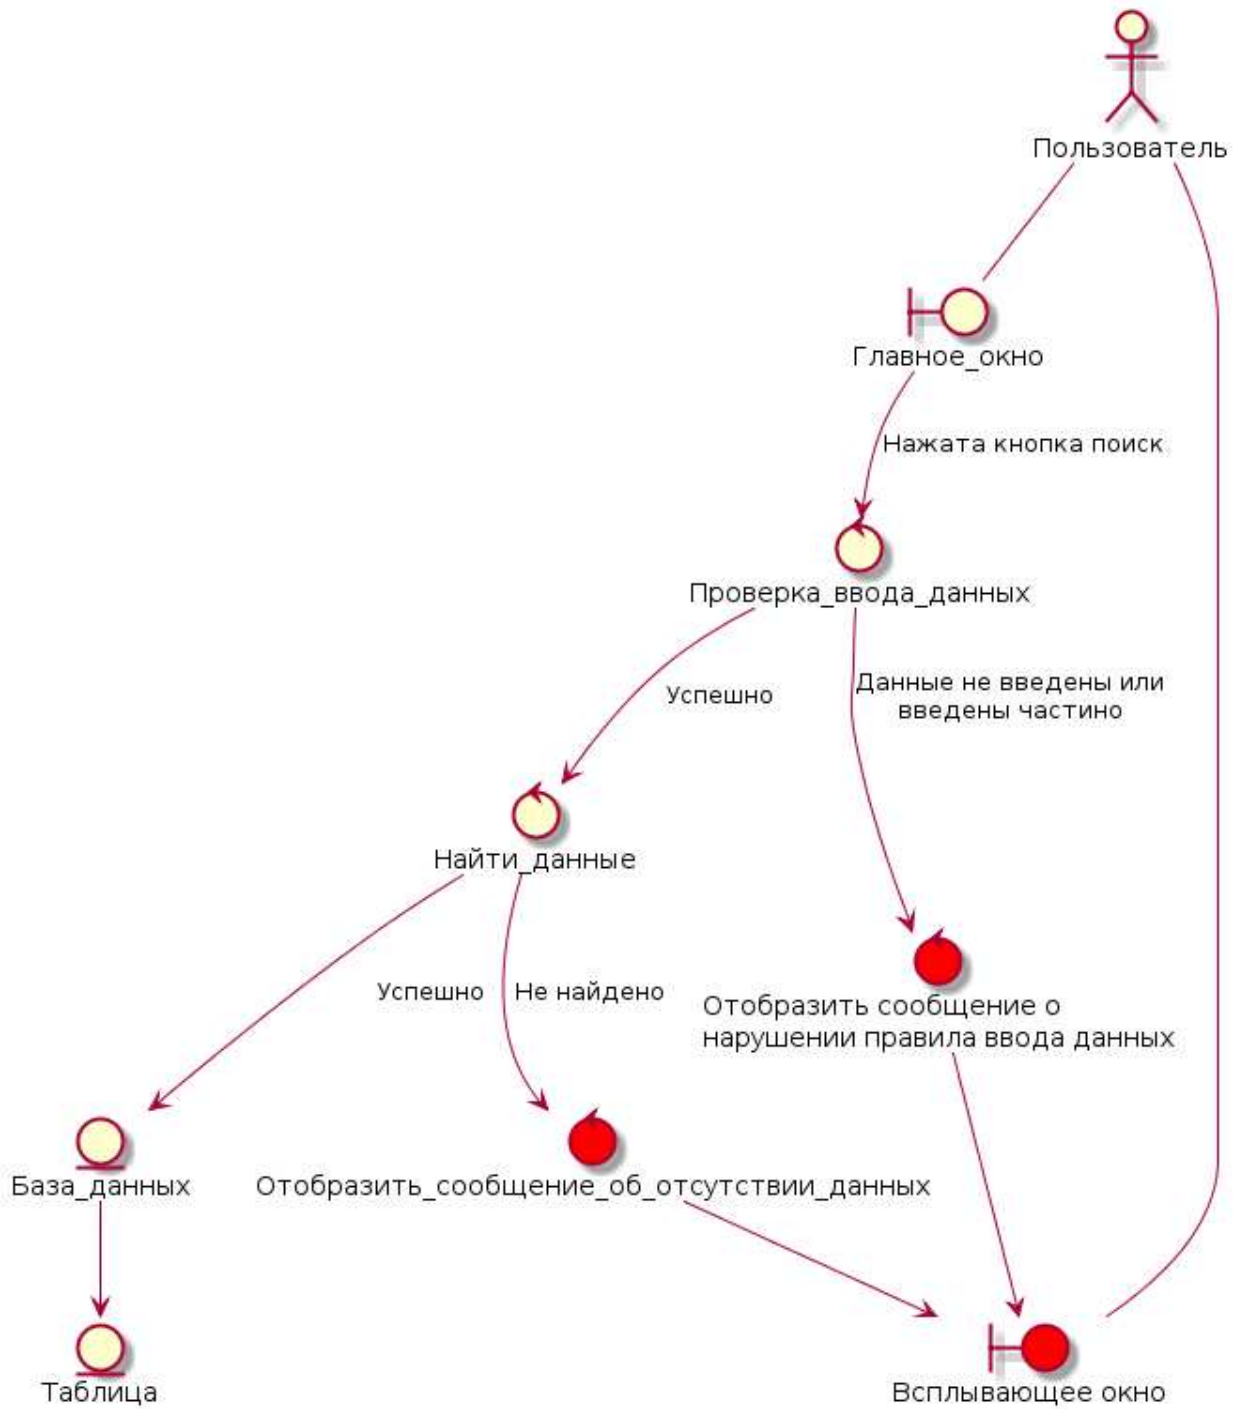 Пользователь
Главное_окно
Нажата кнопка поиск
Проверка_ввода_данных
Успешно
Данные не введены или
введены частино
Найти_данные
Успешно
Не найдено
Отобразить сообщение о
нарушении правила ввода данных
База_данных
Отобразить_сообщение_об_отсутствии_данных
Таблица
Всплывающее окно